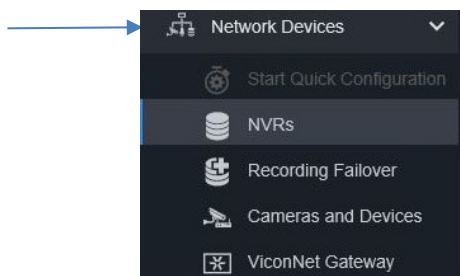 Network Devices
Start Quick Configuration
NVRs
Recording Failover
Cameras and Devices
ViconNet Gateway